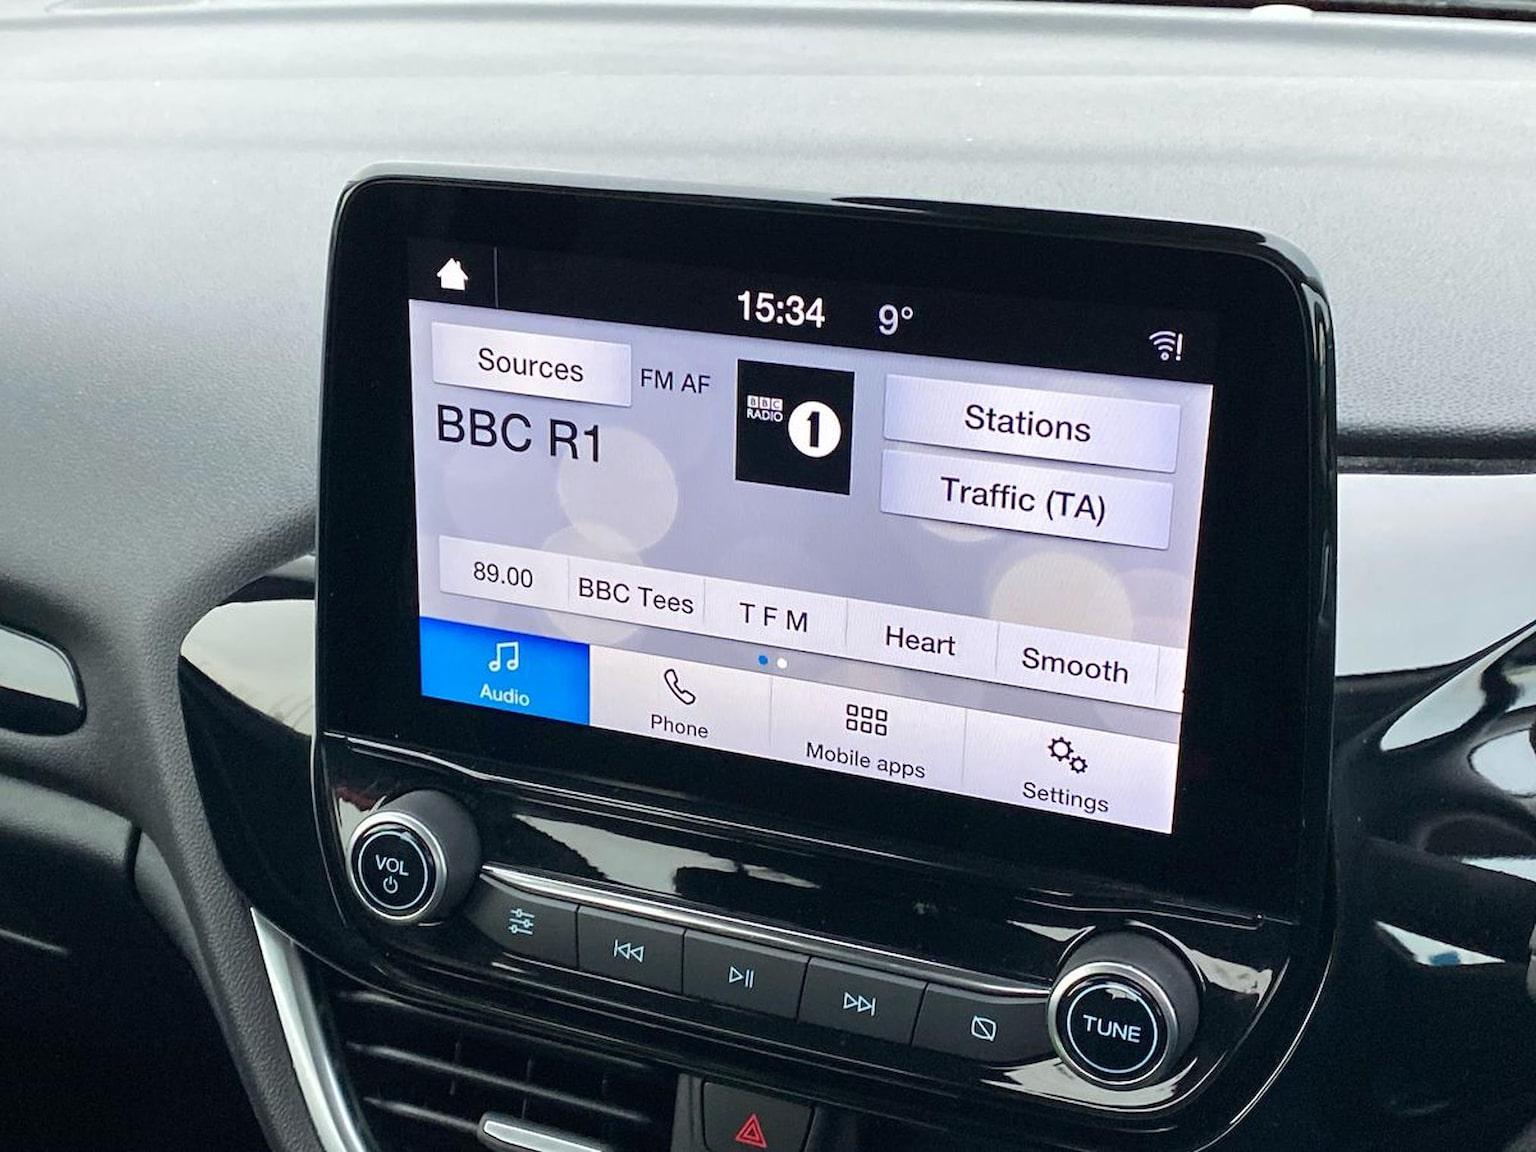 15:34 9°
Sources FM AF
BBC R1
BBC
RADIO 1
Stations
Traffic (TA)
89.00 BBC Tees T F M Heart Smooth
Audio Phone Mobile apps Settings
VOL
TUNE